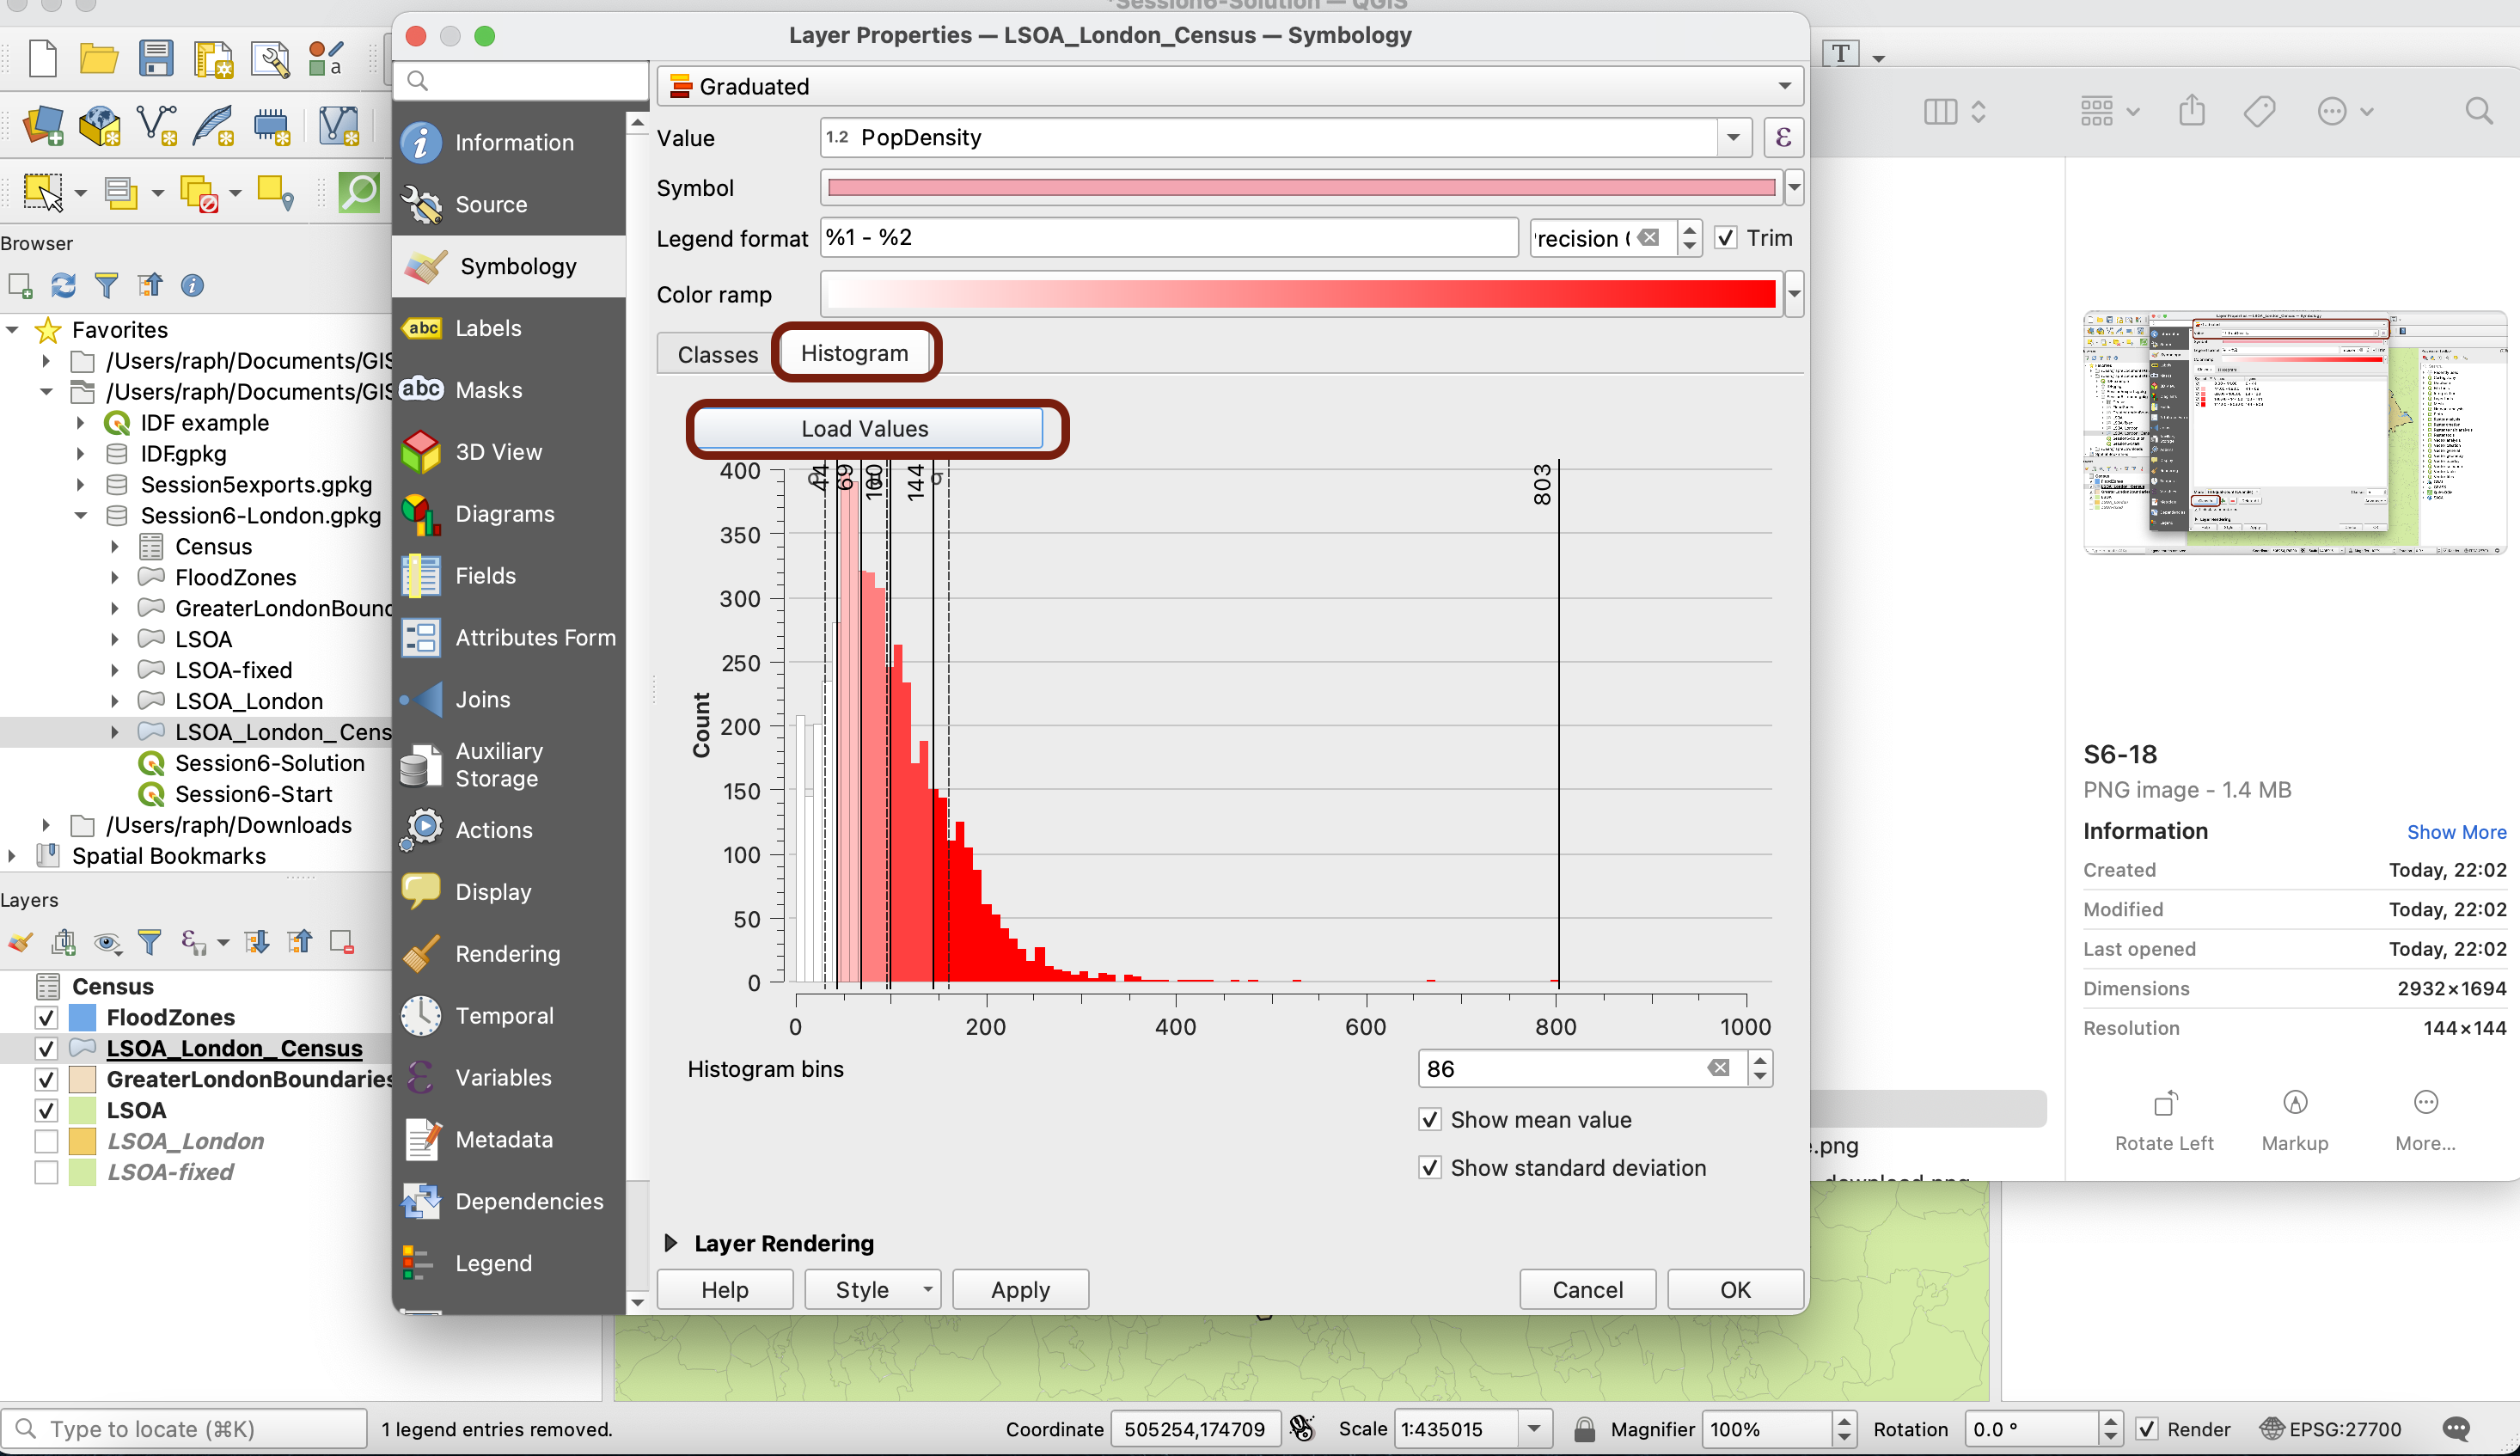 *Session6-Solution — QGIS
Layer Properties — LSOA_London_Census — Symbology
Graduated
Value
1.2 PopDensity
Symbol
Legend format
%1 - %2
Trim
Color ramp
Classes
Histogram
Load Values
Information
Source
Symbology
Labels
Masks
3D View
Diagrams
Fields
Attributes Form
Joins
Auxiliary
Storage
Actions
Display
Rendering
Temporal
Variables
Metadata
Dependencies
Legend
Browser
Favorites
/Users/raph/Documents/GIS
/Users/raph/Documents/GIS
IDF example
IDF.gpkg
Session5exports.gpkg
Session6-London.gpkg
Census
FloodZones
GreaterLondonBound
LSOA
LSOA-fixed
LSOA_London
LSOA_London_Cens
Session6-Solution
Session6-Start
/Users/raph/Downloads
Spatial Bookmarks
Layers
Census
FloodZones
LSOA_London_Census
GreaterLondonBoundaries
LSOA
LSOA_London
LSOA-fixed
44
69
100
144
σ
803
400
350
300
250
200
150
100
50
0
Count
0
200
400
600
800
1000
Histogram bins
86
Show mean value
Show standard deviation
Layer Rendering
Help
Style
Apply
Cancel
OK
S6-18
PNG image - 1.4 MB
Information
Show More
Created
Today, 22:02
Modified
Today, 22:02
Last opened
Today, 22:02
Dimensions
2932×1694
Resolution
144×144
Rotate Left
Markup
More...
.png
Type to locate (⌘K)
1 legend entries removed.
Coordinate
505254,174709
Scale
1:435015
Magnifier
100%
Rotation
0.0 °
Render
EPSG:27700